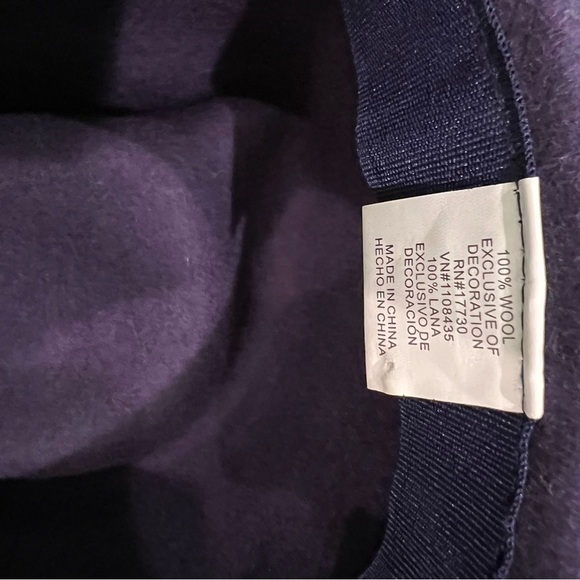 100% WOOL
EXCLUSIVE OF
DECORATION
RN#17730
VN#1108435
100% LANA
EXCLUSIVO DE
DECORACIÓN
MADE IN CHINA
HECHO EN CHINA